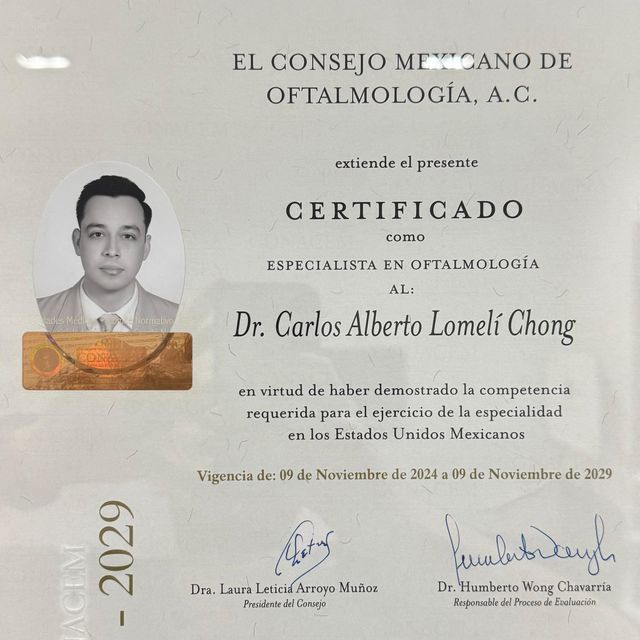 EL CONSEJO MEXICANO DE
OFTALMOLOGÍA, A.C.
extiende el presente
CERTIFICADO
como
ESPECIALISTA EN OFTALMOLOGÍA
AL:
Dr. Carlos Alberto Lomelí Chong
en virtud de haber demostrado la competencia
requerida para el ejercicio de la especialidad
en los Estados Unidos Mexicanos
Vigencia de: 09 de Noviembre de 2024 a 09 de Noviembre de 2029
Normativo
- 2029
Dra. Laura Leticia Arroyo Muñoz
Presidente del Consejo
Dr. Humberto Wong Chavarría
Responsable del Proceso de Evaluación